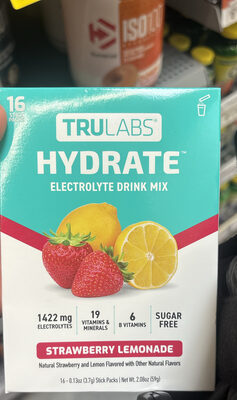 ISO100
16
TRULABS®
HYDRATE™
ELECTROLYTE DRINK MIX
1422 mg
ELECTROLYTES
19
VITAMINS &
MINERALS
6
B VITAMINS
SUGAR
FREE
STRAWBERRY LEMONADE
Natural Strawberry and Lemon Flavored with Other Natural Flavors
16 - 0.13oz (3.7g) Stick Packs | Net Wt. 2.08oz (59g)